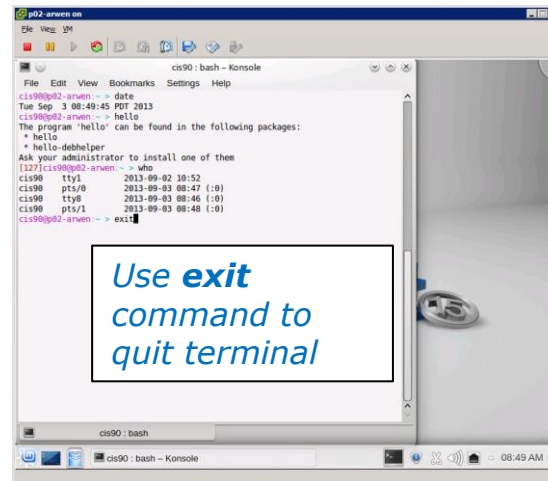 p02-arwen on
File View VM
cis90 : bash – Konsole
File Edit View Bookmarks Settings Help
cis90@p02-arwen:~ > date
Tue Sep  3 08:49:45 PDT 2013
cis90@p02-arwen:~ > hello
The program 'hello' can be found in the following packages:
 * hello
 * hello-debhelper
Ask your administrator to install one of them
[127]cis90@p02-arwen:~ > who
cis90    tty1         2013-09-02 10:52
cis90    pts/0        2013-09-03 08:47 (:0)
cis90    tty8         2013-09-03 08:46 (:0)
cis90    pts/1        2013-09-03 08:48 (:0)
cis90@p02-arwen:~ > exit
Use exit
command to
quit terminal
15
cis90 : bash
cis90 : bash – Konsole
08:49 AM